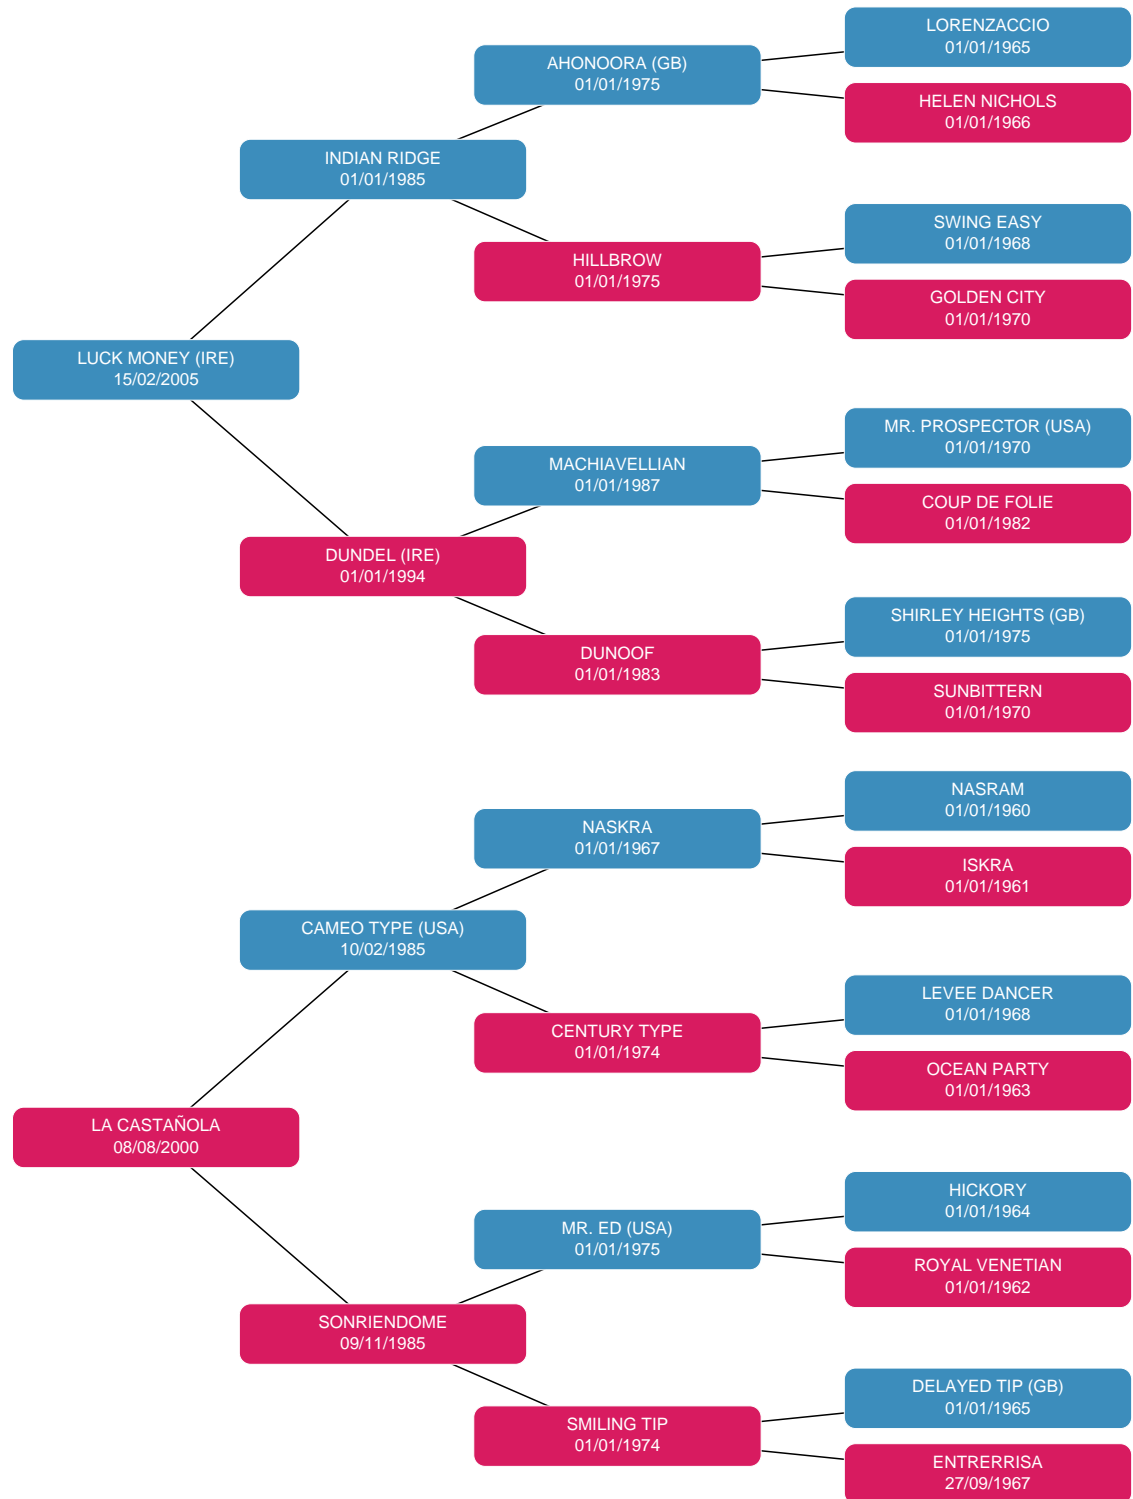 LORENZACCIO
01/01/1965
AHONOORA (GB)
01/01/1975
HELEN NICHOLS
01/01/1966
INDIAN RIDGE
01/01/1985
SWING EASY
01/01/1968
HILLBROW
01/01/1975
GOLDEN CITY
01/01/1970
LUCK MONEY (IRE)
15/02/2005
MR. PROSPECTOR (USA)
01/01/1970
MACHIAVELLIAN
01/01/1987
COUP DE FOLIE
01/01/1982
DUNDEL (IRE)
01/01/1994
SHIRLEY HEIGHTS (GB)
01/01/1975
DUNOOF
01/01/1983
SUNBITTERN
01/01/1970
NASRAM
01/01/1960
NASKRA
01/01/1967
ISKRA
01/01/1961
CAMEO TYPE (USA)
10/02/1985
LEVEE DANCER
01/01/1968
CENTURY TYPE
01/01/1974
OCEAN PARTY
01/01/1963
LA CASTAÑOLA
08/08/2000
HICKORY
01/01/1964
MR. ED (USA)
01/01/1975
ROYAL VENETIAN
01/01/1962
SONRIENDOME
09/11/1985
DELAYED TIP (GB)
01/01/1965
SMILING TIP
01/01/1974
ENTRERRISA
27/09/1967